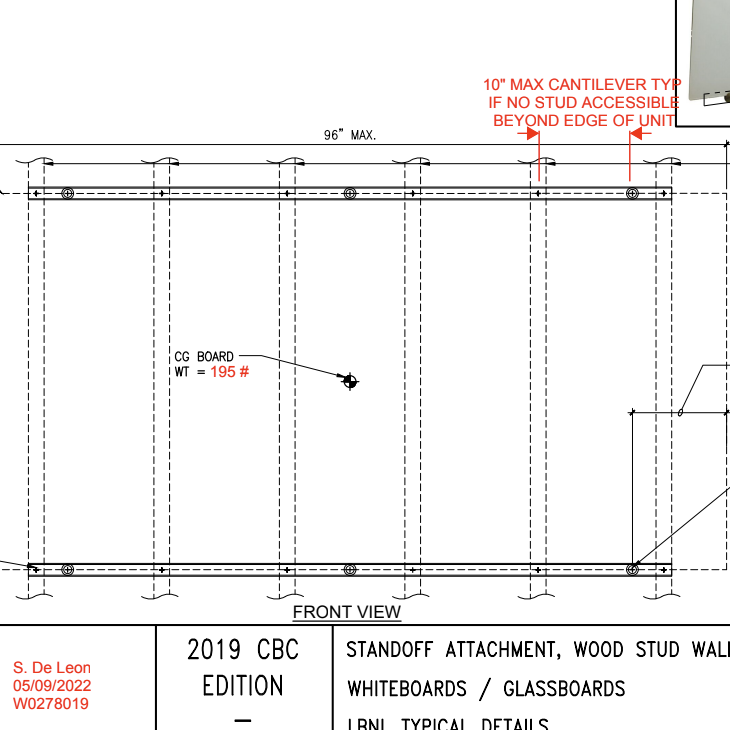 10" MAX CANTILEVER TYP
IF NO STUD ACCESSIBLE
BEYOND EDGE OF UNIT
96" MAX.
CG BOARD
WT = 195 #
FRONT VIEW
S. De Leon
05/09/2022
W0278019
2019 CBC
EDITION
–
STANDOFF ATTACHMENT, WOOD STUD WALL
WHITEBOARDS / GLASSBOARDS
LBNL TYPICAL DETAILS